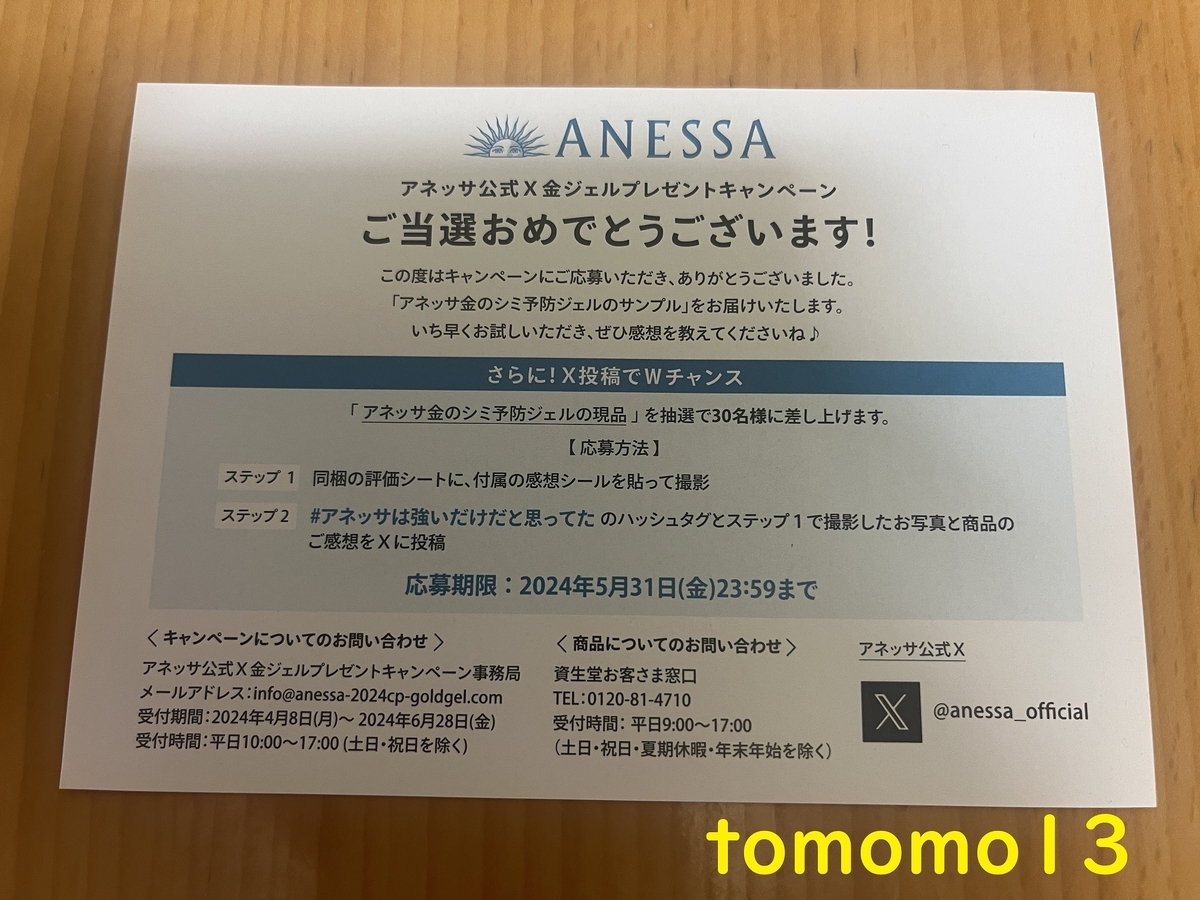 ANESSA
アネッサ公式X金ジェルプレゼントキャンペーン
ご当選おめでとうございます!
この度はキャンペーンにご応募いただき、ありがとうございました。
「アネッサ金のシミ予防ジェルのサンプル」をお届けいたします。
いち早くお試しいただき、ぜひ感想を教えてくださいね♪
さらに!X投稿でWチャンス
「アネッサ金のシミ予防ジェルの現品」を抽選で30名様に差し上げます。
【応募方法】
ステップ1 同梱の評価シートに、付属の感想シールを貼って撮影
ステップ2 #アネッサは強いだけだと思ってた のハッシュタグとステップ1で撮影したお写真と商品の
ご感想をXに投稿
応募期限：2024年5月31日(金)23:59まで
〈キャンペーンについてのお問い合わせ〉
アネッサ公式X金ジェルプレゼントキャンペーン事務局
メールアドレス：info@anessa-2024cp-goldgel.com
受付期間：2024年4月8日(月)〜 2024年6月28日(金)
受付時間：平日10:00〜17:00 (土日・祝日を除く)
〈商品についてのお問い合わせ〉
資生堂お客さま窓口
TEL：0120-81-4710
受付時間： 平日9:00〜17:00
(土日・祝日・夏期休暇・年末年始を除く)
アネッサ公式X
X @anessa_official
tomomo13